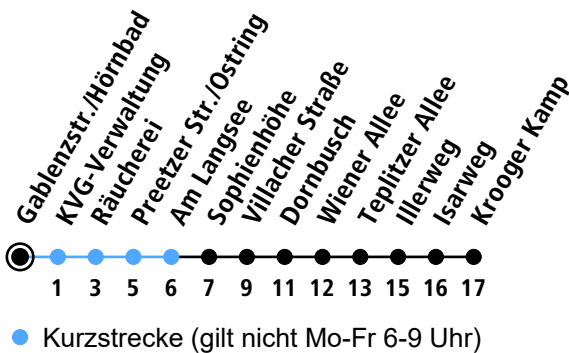 Gablenzstr./Hörnbad
KVG-Verwaltung
Räucherei
Preetzer Str./Ostring
Am Langsee
Sophienhöhe
Villacher Straße
Dornbusch
Wiener Allee
Teplitzer Allee
Illerweg
Isarweg
Krooger Kamp
1 3 5 6 7 9 11 12 13 15 16 17
Kurzstrecke (gilt nicht Mo-Fr 6-9 Uhr)